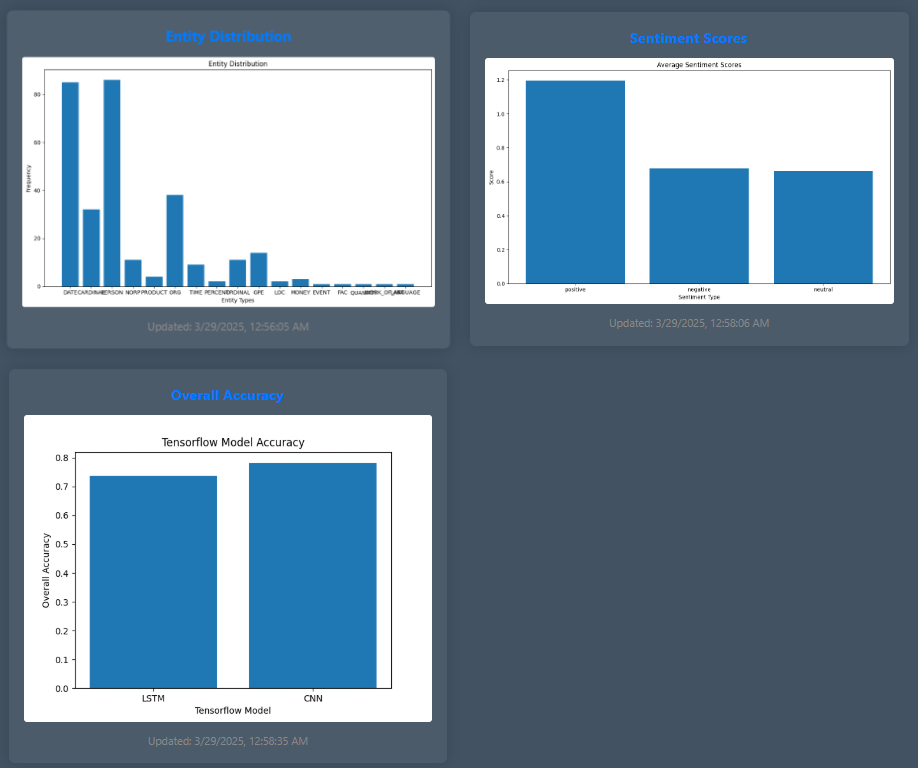 Entity Distribution
Entity Distribution
80
60
40
20
0
Frequency
DATE CARDINAL PERSON NORP PRODUCT ORG TIME PERCENT ORDINAL GPE LOC MONEY EVENT FAC
Entity Types
Updated: 3/29/2025, 12:56:05 AM
Sentiment Scores
Average Sentiment Scores
1.2
1.0
0.8
0.6
0.4
0.2
0.0
Score
positive negative neutral
Sentiment Type
Updated: 3/29/2025, 12:58:06 AM
Overall Accuracy
Tensorflow Model Accuracy
0.8
0.7
0.6
0.5
0.4
0.3
0.2
0.1
0.0
Overall Accuracy
LSTM CNN
Tensorflow Model
Updated: 3/29/2025, 12:58:35 AM